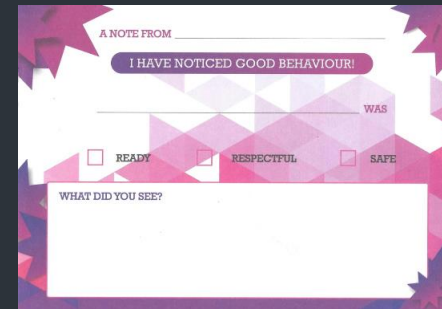 A NOTE FROM
I HAVE NOTICED GOOD BEHAVIOUR!
WAS
READY RESPECTFUL SAFE
WHAT DID YOU SEE?